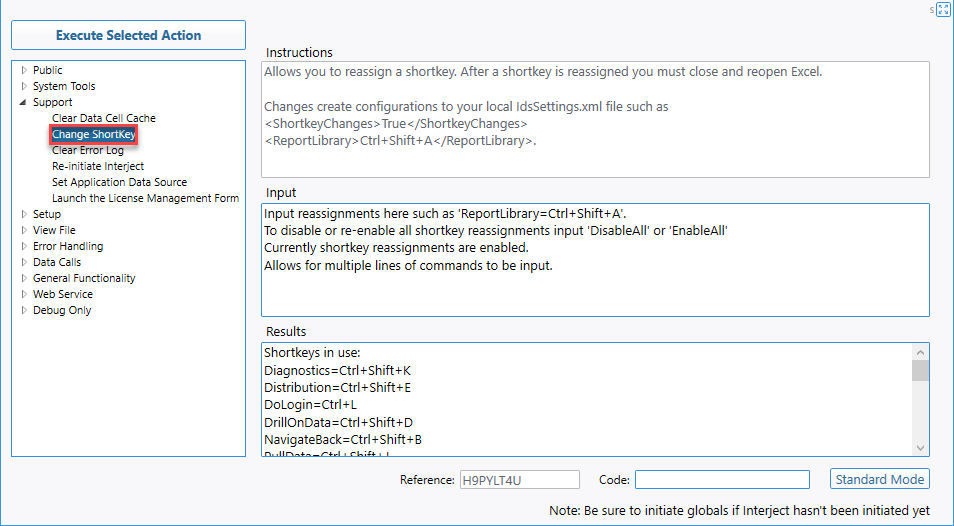 s
Execute Selected Action
Public
System Tools
Support
Clear Data Cell Cache
Change ShortKey
Clear Error Log
Re-initiate Interject
Set Application Data Source
Launch the License Management Form
Setup
View File
Error Handling
Data Calls
General Functionality
Web Service
Debug Only
Instructions
Allows you to reassign a shortkey. After a shortkey is reassigned you must close and reopen Excel.
Changes create configurations to your local IdsSettings.xml file such as
<ShortkeyChanges>True</ShortkeyChanges>
<ReportLibrary>Ctrl+Shift+A</ReportLibrary>.
Input
Input reassignments here such as 'ReportLibrary=Ctrl+Shift+A'.
To disable or re-enable all shortkey reassignments input 'DisableAll' or 'EnableAll'
Currently shortkey reassignments are enabled.
Allows for multiple lines of commands to be input.
Results
Shortkeys in use:
Diagnostics=Ctrl+Shift+K
Distribution=Ctrl+Shift+E
DoLogin=Ctrl+L
DrillOnData=Ctrl+Shift+D
NavigateBack=Ctrl+Shift+B
PullData=Ctrl+Shift+J
Reference: H9PYLT4U Code: Standard Mode
Note: Be sure to initiate globals if Interject hasn't been initiated yet